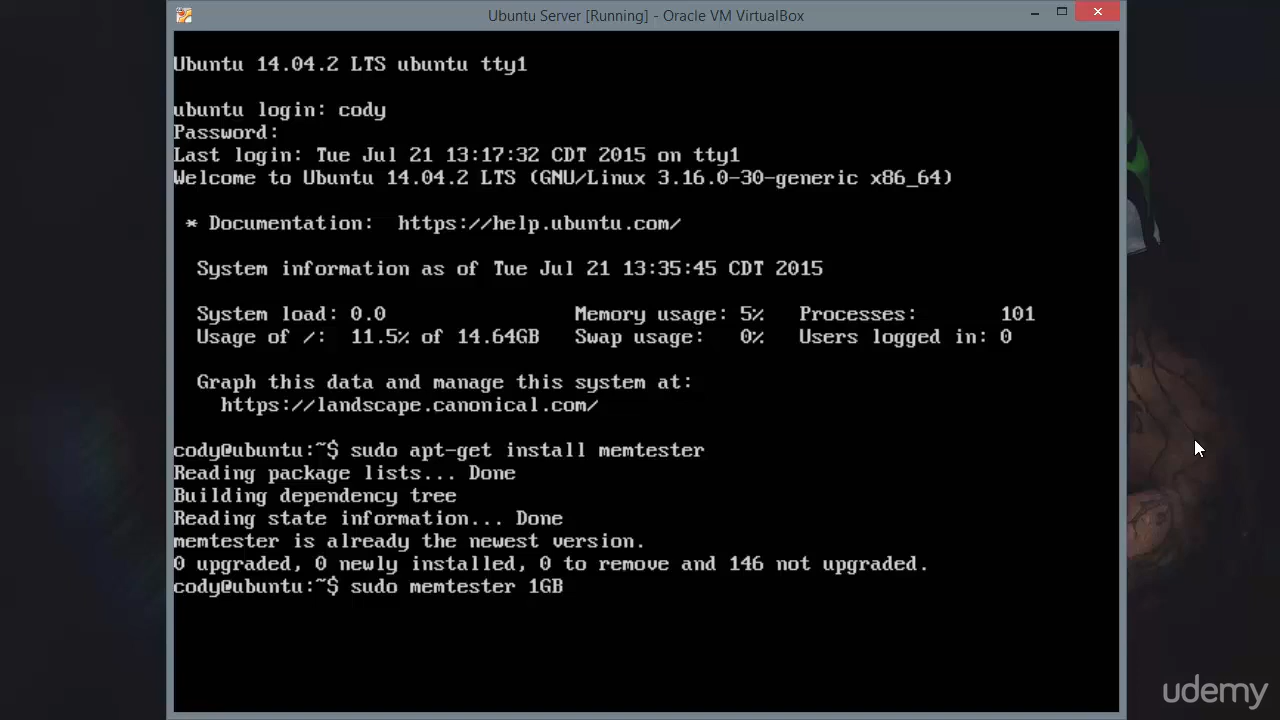 Ubuntu Server [Running] - Oracle VM VirtualBox
Ubuntu 14.04.2 LTS ubuntu tty1
ubuntu login: cody
Password:
Last login: Tue Jul 21 13:17:32 CDT 2015 on tty1
Welcome to Ubuntu 14.04.2 LTS (GNU/Linux 3.16.0-30-generic x86_64)
* Documentation:  https://help.ubuntu.com/
System information as of Tue Jul 21 13:35:45 CDT 2015
System load: 0.0 Memory usage: 5% Processes: 101
Usage of /: 11.5% of 14.64GB Swap usage: 0% Users logged in: 0
Graph this data and manage this system at:
https://landscape.canonical.com/
cody@ubuntu:~$ sudo apt-get install memtester
Reading package lists... Done
Building dependency tree
Reading state information... Done
memtester is already the newest version.
0 upgraded, 0 newly installed, 0 to remove and 146 not upgraded.
cody@ubuntu:~$ sudo memtester 1GB
udemy